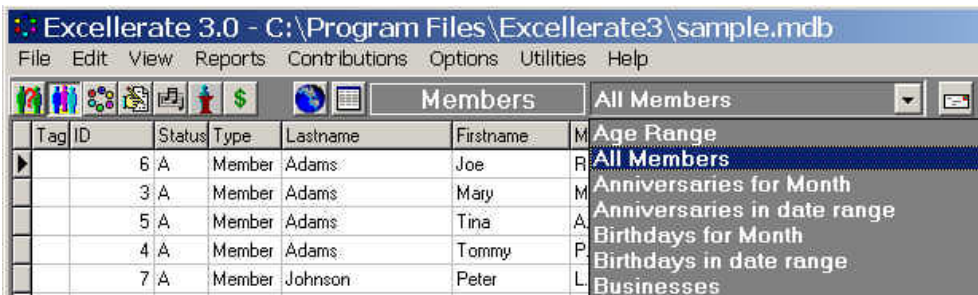 Excellerate 3.0 - C:\Program Files\Excellerate3\sample.mdb
File Edit View Reports Contributions Options Utilities Help
$ Members All Members
Tag ID Status Type Lastname Firstname M
6 A Member Adams Joe R
3 A Member Adams Mary M
5 A Member Adams Tina A.
4 A Member Adams Tommy P.
7 A Member Johnson Peter L.
Age Range
All Members
Anniversaries for Month
Anniversaries in date range
Birthdays for Month
Birthdays in date range
Businesses